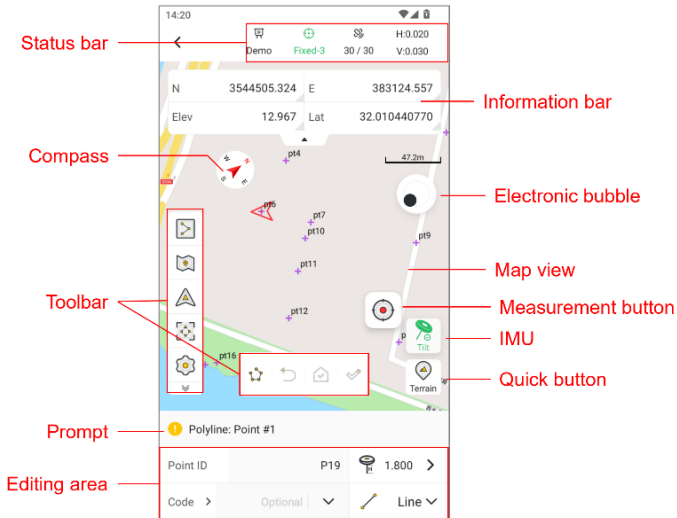 14:20
Status bar
Demo
Fixed-3
30 / 30
H:0.020
V:0.030
N 3544505.324 E 383124.557
Elev 12.967 Lat 32.010440770
Information bar
Compass
W N
S E
pt4
47.2m
Electronic bubble
pt6
pt7
pt10
pt9
pt11
Map view
Toolbar
pt12
Measurement button
IMU
Tilt
pt16
Quick button
Terrain
Prompt
Polyline: Point #1
Editing area
Point ID P19 1.800
Code Optional Line